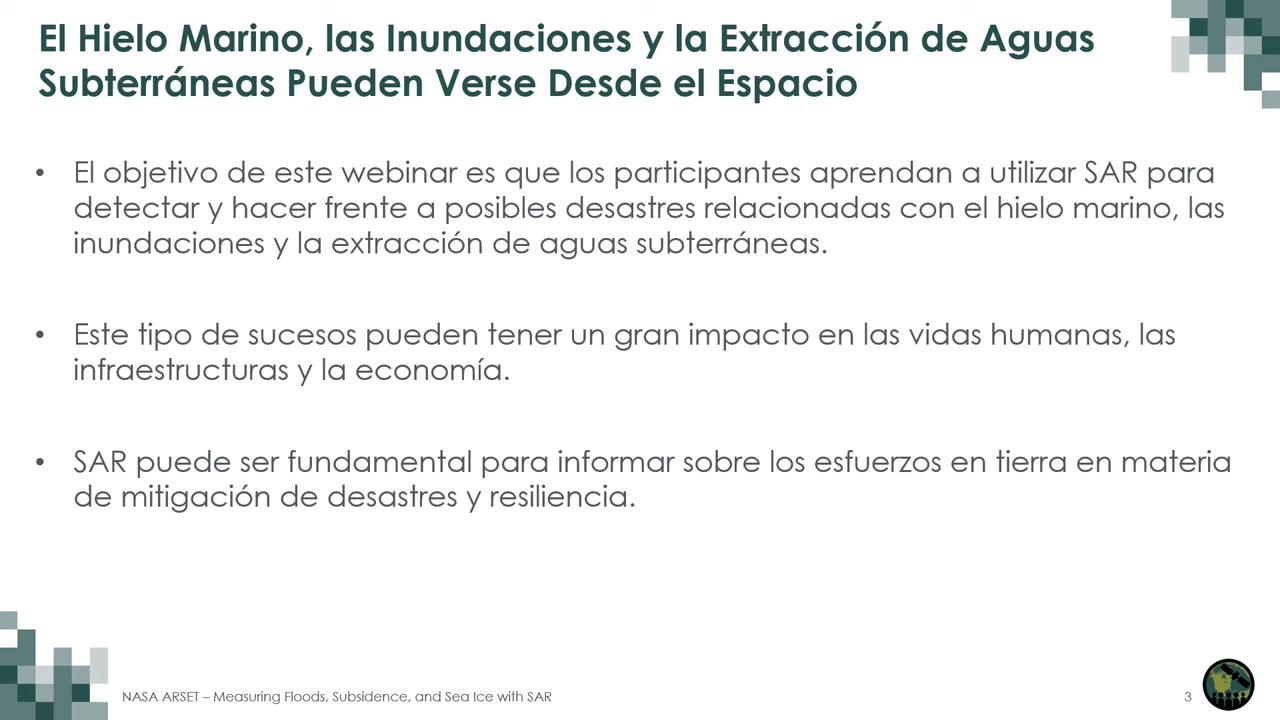 El Hielo Marino, las Inundaciones y la Extracción de Aguas
Subterráneas Pueden Verse Desde el Espacio
• El objetivo de este webinar es que los participantes aprendan a utilizar SAR para
detectar y hacer frente a posibles desastres relacionadas con el hielo marino, las
inundaciones y la extracción de aguas subterráneas.
• Este tipo de sucesos pueden tener un gran impacto en las vidas humanas, las
infraestructuras y la economía.
• SAR puede ser fundamental para informar sobre los esfuerzos en tierra en materia
de mitigación de desastres y resiliencia.
NASA ARSET – Measuring Floods, Subsidence, and Sea Ice with SAR
3